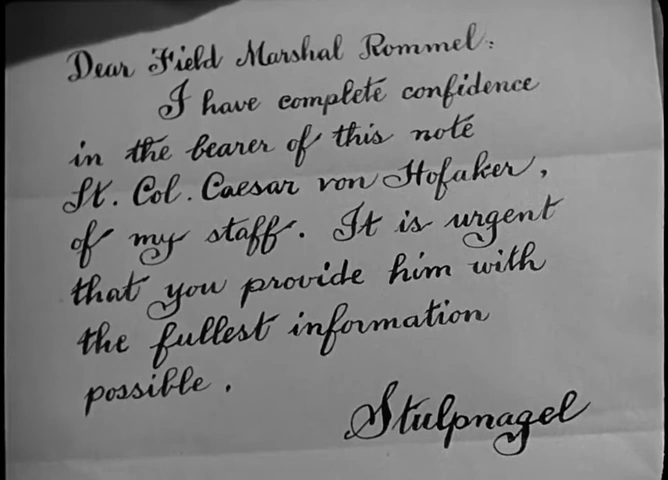 Dear Field Marshal Rommel:
I have complete confidence
in the bearer of this note
Lt. Col. Caesar von Hofaker,
of my staff. It is urgent
that you provide him with
the fullest information
possible.
Stulpnagel